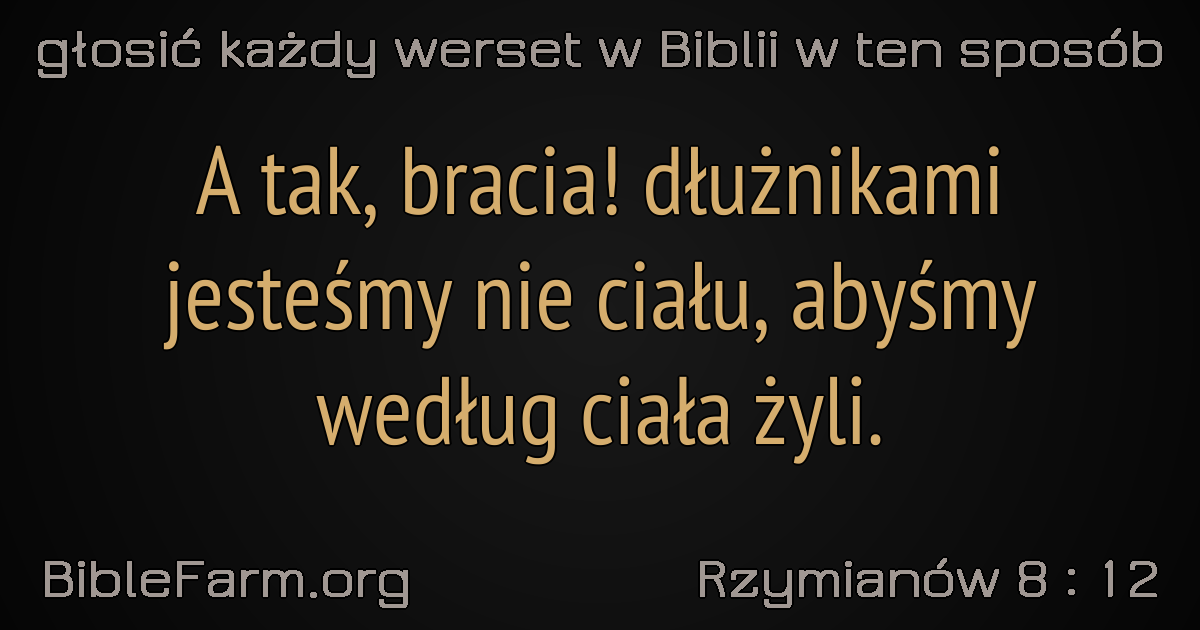 głosić każdy werset w Biblii w ten sposób
A tak, bracia! dłużnikami
jesteśmy nie ciału, abyśmy
według ciała żyli.
BibleFarm.org
Rzymianów 8 : 12